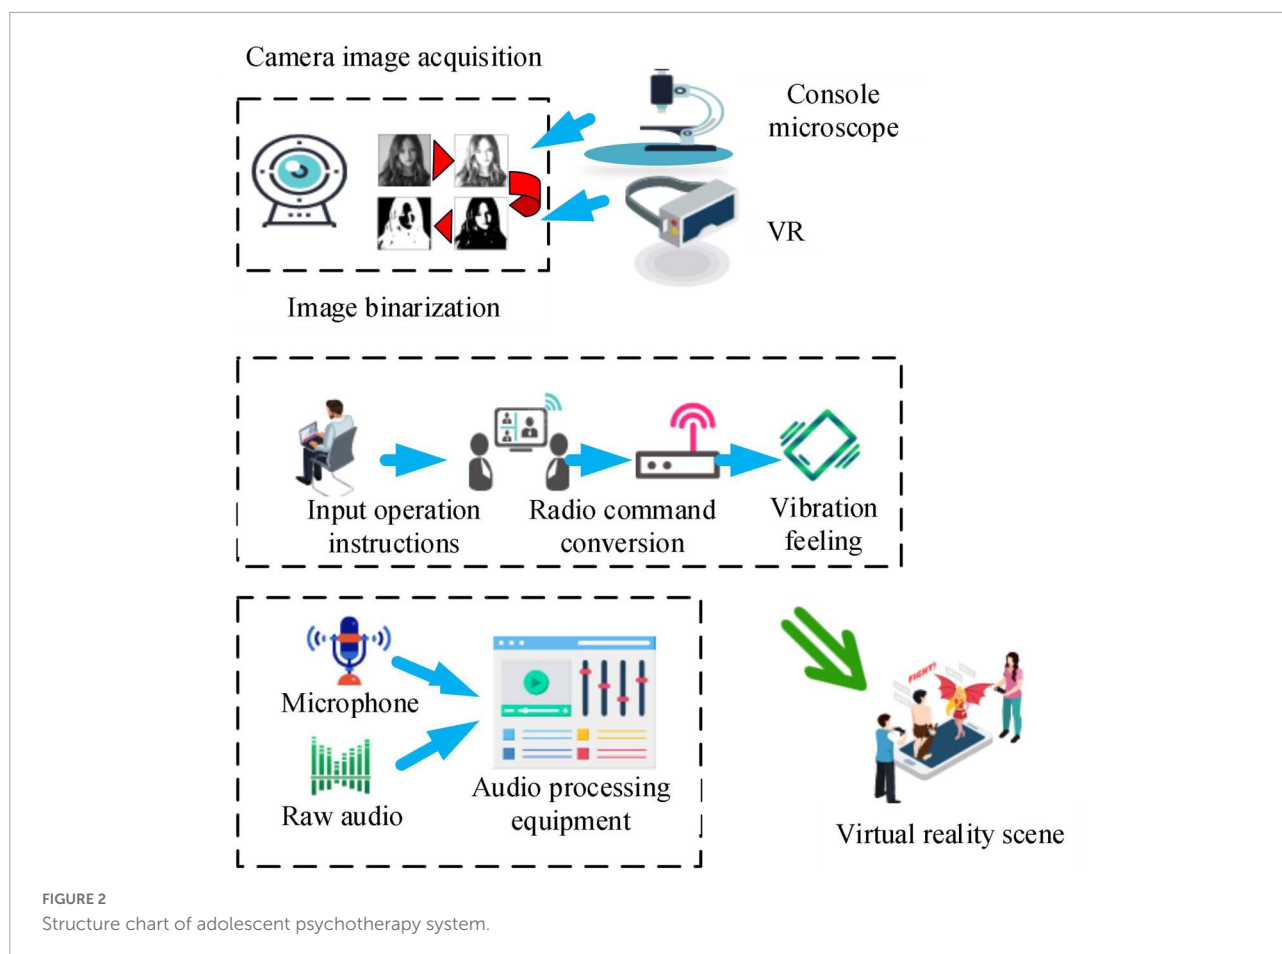 Camera image acquisition
Console
microscope
VR
Image binarization
Input operation
instructions
Radio command
conversion
Vibration
feeling
Microphone
Raw audio
Audio processing
equipment
FIGHT!
Virtual reality scene
FIGURE 2
Structure chart of adolescent psychotherapy system.